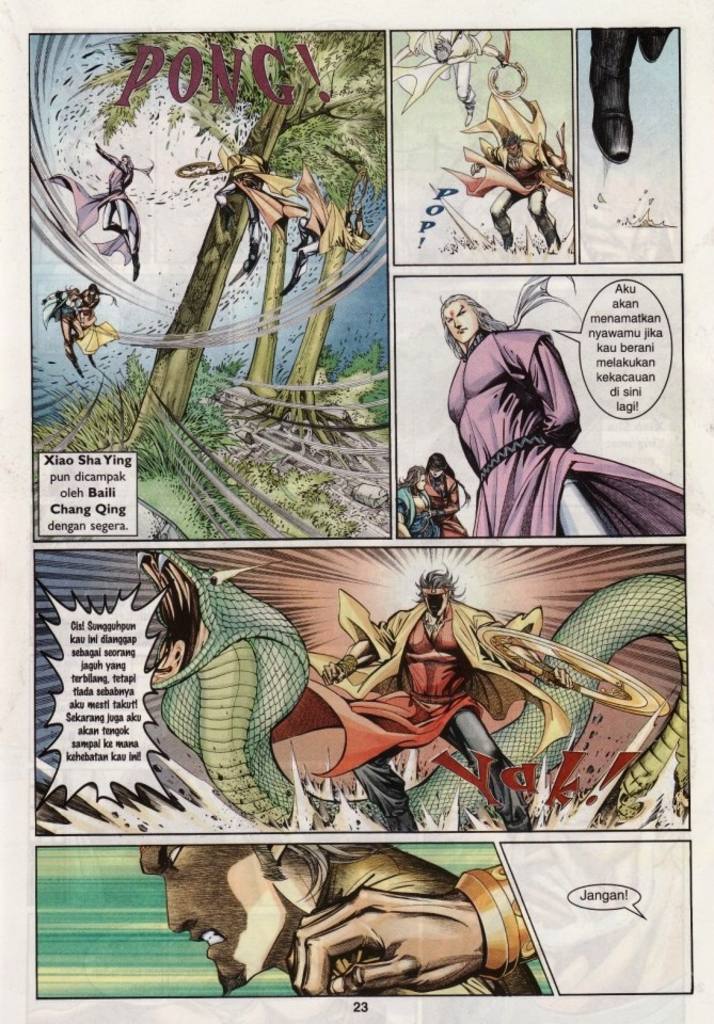 PONG!
POP!
Xiao Sha Ying
pun dicampak
oleh Baili
Chang Qing
dengan segera.
Aku
akan
menamatkan
nyawamu jika
kau berani
melakukan
kekacauan
di sini
lagi!
Cis! Sungguhpun
kau ini dianggap
sebagai seorang
jaguh yang
terbilang, tetapi
tiada sebabnya
aku mesti takut!
Sekarang juga aku
akan tengok
sampai ke mana
kehebatan kau ini!
Yak!
Jangan!
23